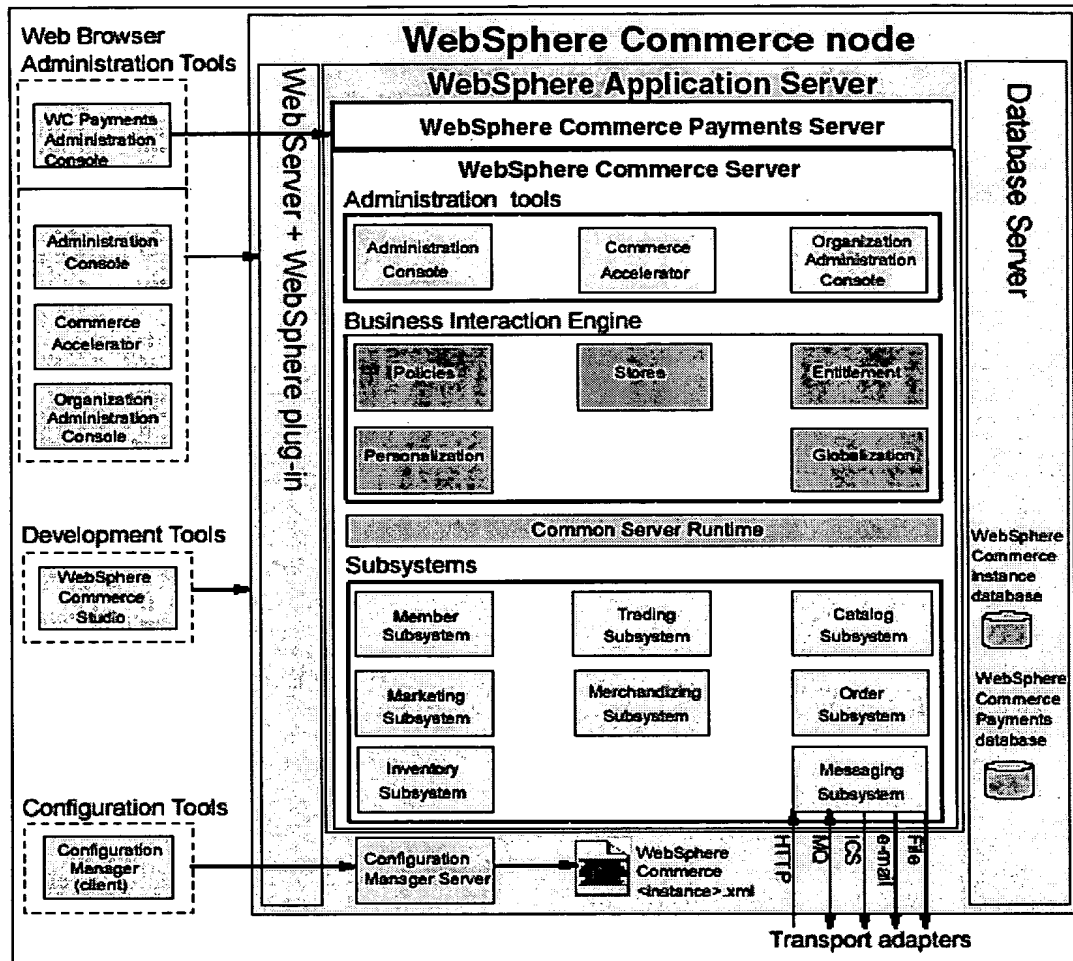 Web Browser
Administration Tools
WC Payments
Administration
Console
Administration
Console
Commerce
Accelerator
Organization
Administration
Console
Development Tools
WebSphere
Commerce
Studio
Configuration Tools
Configuration
Manager
(client)
WebSphere Commerce node
Web Server + WebSphere plug-in
WebSphere Application Server
WebSphere Commerce Payments Server
WebSphere Commerce Server
Administration tools
Administration
Console
Commerce
Accelerator
Organization
Administration
Console
Business Interaction Engine
Policies
Stores
Entitlement
Personalization
Globalization
Common Server Runtime
Subsystems
Member
Subsystem
Trading
Subsystem
Catalog
Subsystem
Marketing
Subsystem
Merchandizing
Subsystem
Order
Subsystem
Inventory
Subsystem
Messaging
Subsystem
Configuration
Manager Server
WebSphere
Commerce
<instance>.xml
HTTP
MQ
ICS
e-mail
File
Transport adapters
Database Server
WebSphere
Commerce
instance
database
WebSphere
Commerce
Payments
database